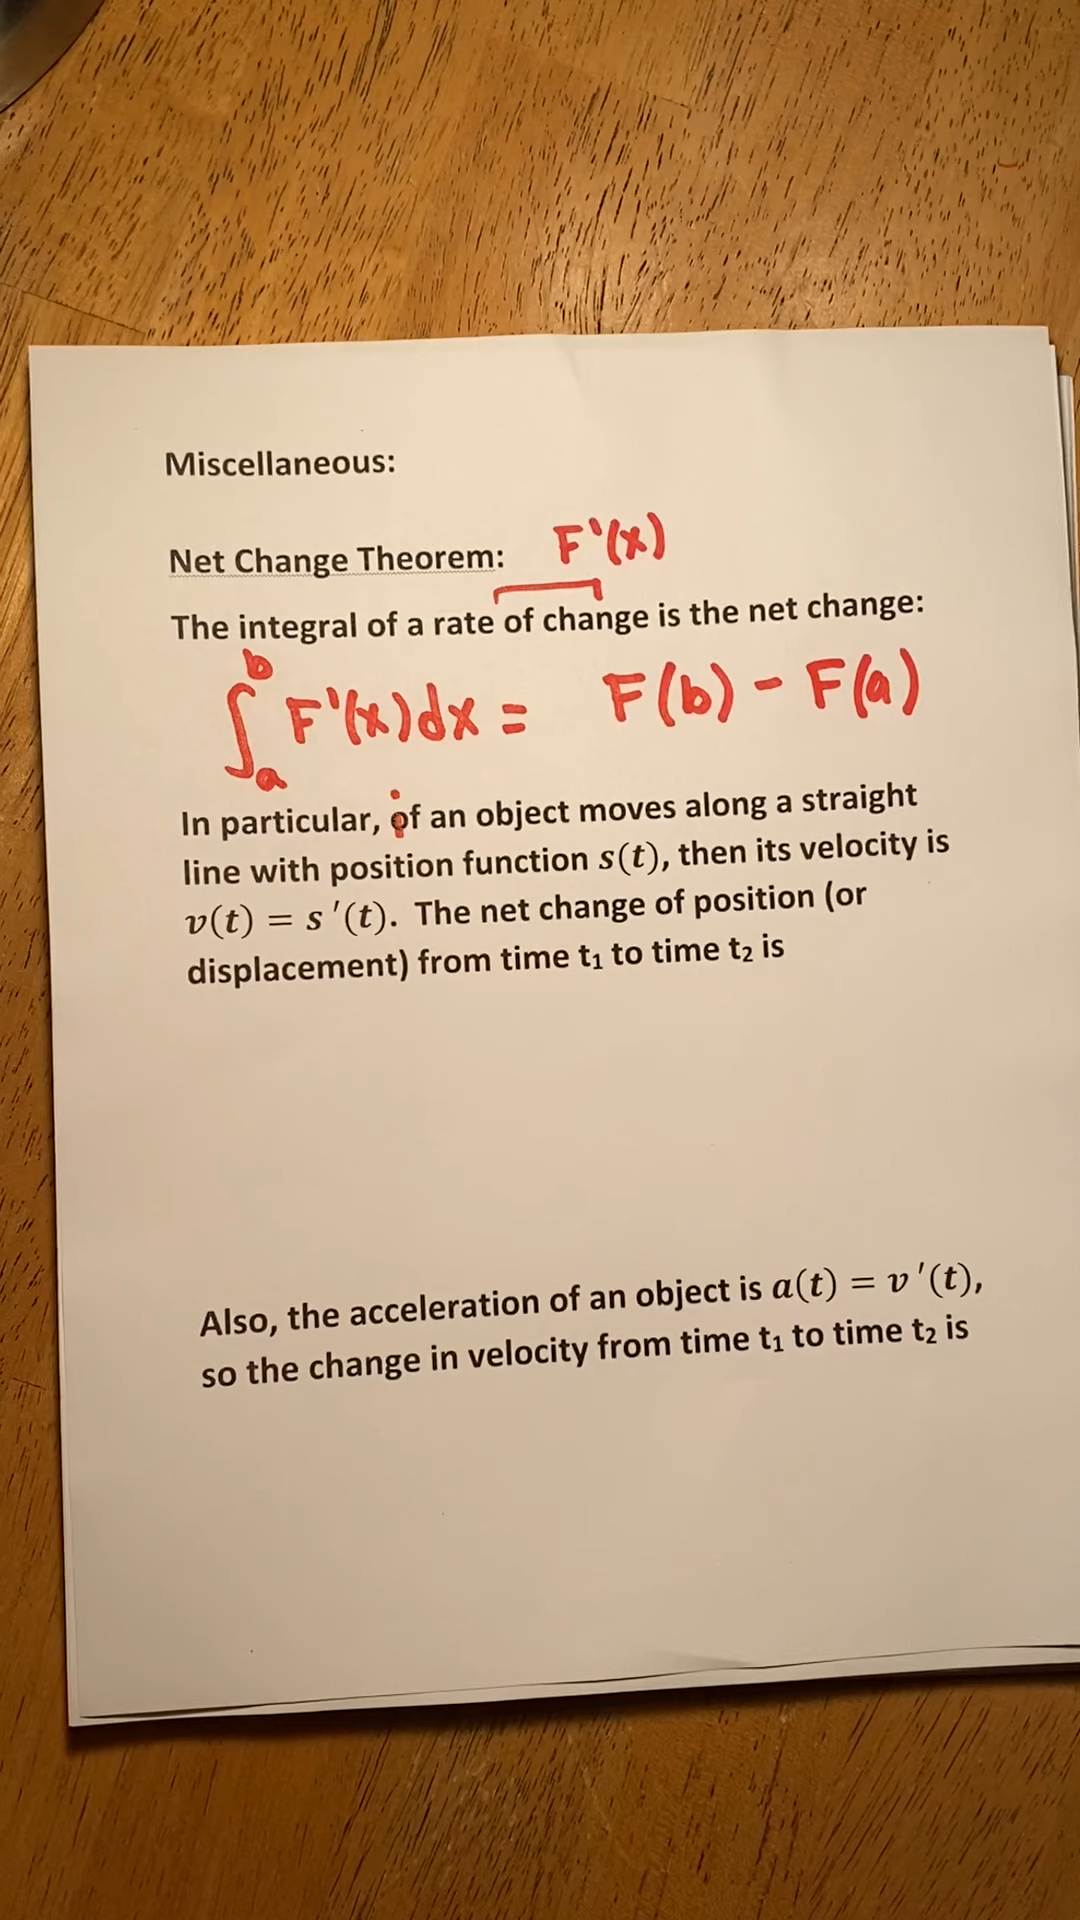 Miscellaneous:
Net Change Theorem: F'(x)
The integral of a rate of change is the net change:
∫_a^b F'(x)dx = F(b) - F(a)
In particular, if an object moves along a straight
line with position function s(t), then its velocity is
v(t) = s'(t). The net change of position (or
displacement) from time t₁ to time t₂ is
Also, the acceleration of an object is a(t) = v'(t),
so the change in velocity from time t₁ to time t₂ is